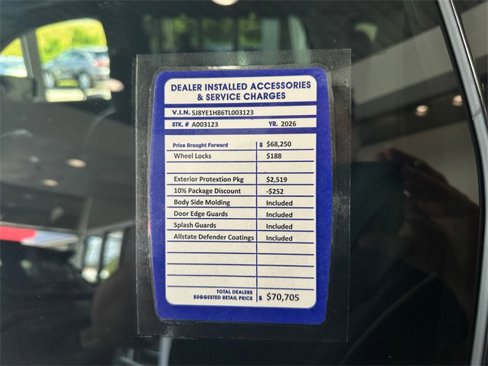 DEALER INSTALLED ACCESSORIES
& SERVICE CHARGES
V.I.N. 5J8YE1H86TL003123
STK. # A003123 YR. 2026
Price Brought Forward $ $68,250
Wheel Locks $188
Exterior Protextion Pkg $2,519
10% Package Discount -$252
Body Side Molding Included
Door Edge Guards Included
Splash Guards Included
Allstate Defender Coatings Included
TOTAL DEALERS
SUGGESTED RETAIL PRICE $ $70,705